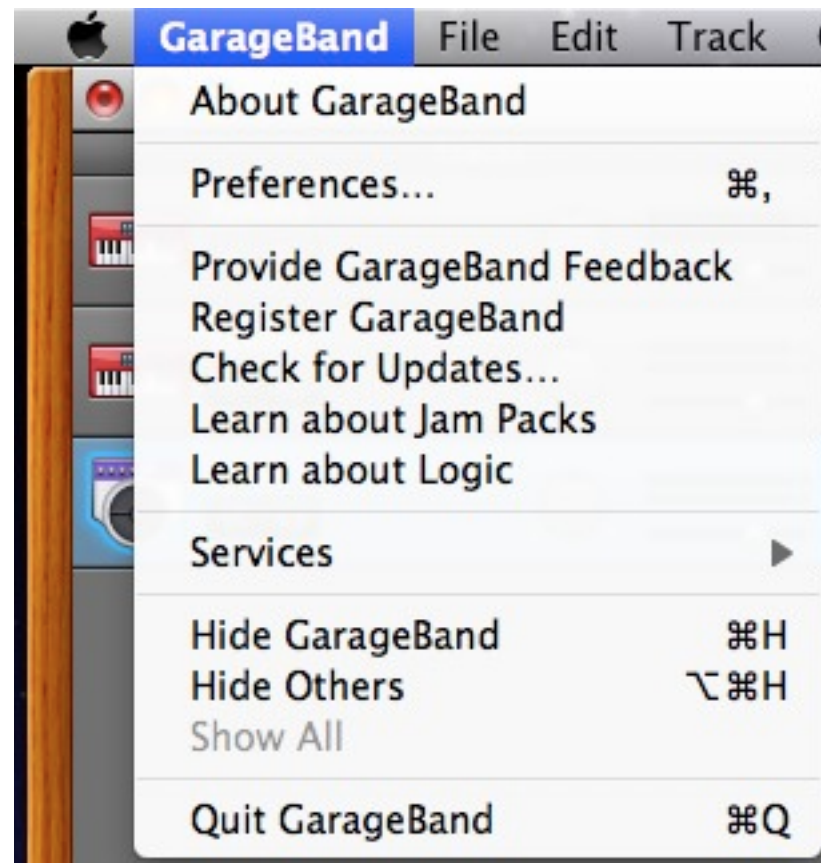 GarageBand File Edit Track
About GarageBand
Preferences... ⌘,
Provide GarageBand Feedback
Register GarageBand
Check for Updates...
Learn about Jam Packs
Learn about Logic
Services
Hide GarageBand ⌘H
Hide Others ⌥⌘H
Show All
Quit GarageBand ⌘Q